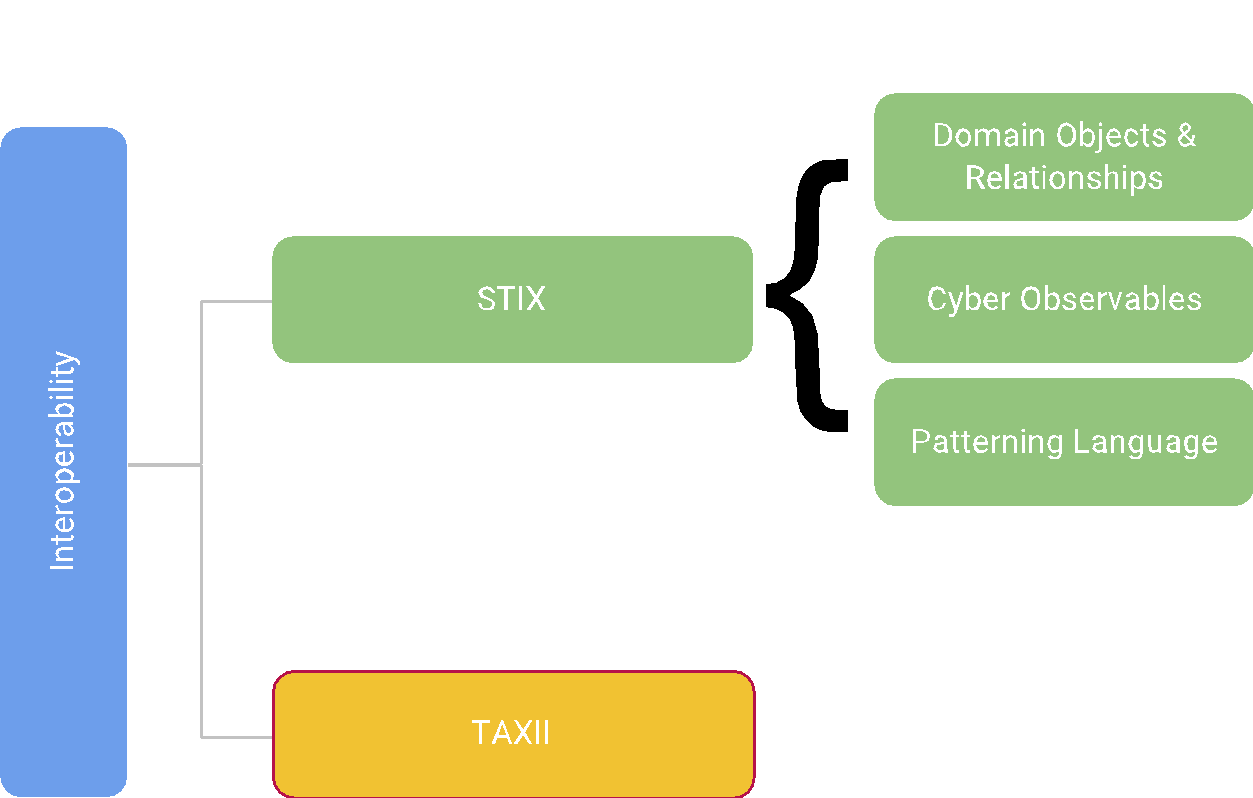 Interoperability
STIX
Domain Objects &
Relationships
Cyber Observables
Patterning Language
TAXII